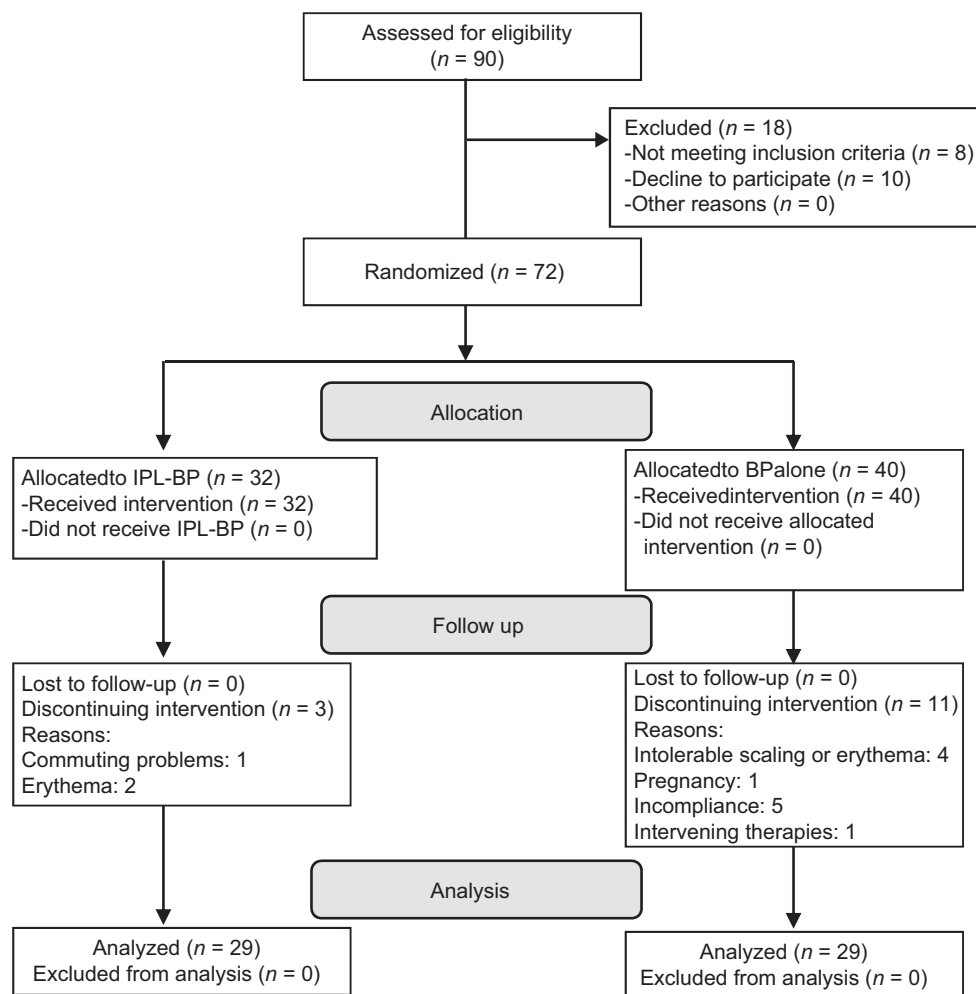 Assessed for eligibility
(n = 90)
Excluded (n = 18)
-Not meeting inclusion criteria (n = 8)
-Decline to participate (n = 10)
-Other reasons (n = 0)
Randomized (n = 72)
Allocation
Allocatedto IPL-BP (n = 32)
-Received intervention (n = 32)
-Did not receive IPL-BP (n = 0)
Allocatedto BPalone (n = 40)
-Receivedintervention (n = 40)
-Did not receive allocated
intervention (n = 0)
Follow up
Lost to follow-up (n = 0)
Discontinuing intervention (n = 3)
Reasons:
Commuting problems: 1
Erythema: 2
Lost to follow-up (n = 0)
Discontinuing intervention (n = 11)
Reasons:
Intolerable scaling or erythema: 4
Pregnancy: 1
Incompliance: 5
Intervening therapies: 1
Analysis
Analyzed (n = 29)
Excluded from analysis (n = 0)
Analyzed (n = 29)
Excluded from analysis (n = 0)